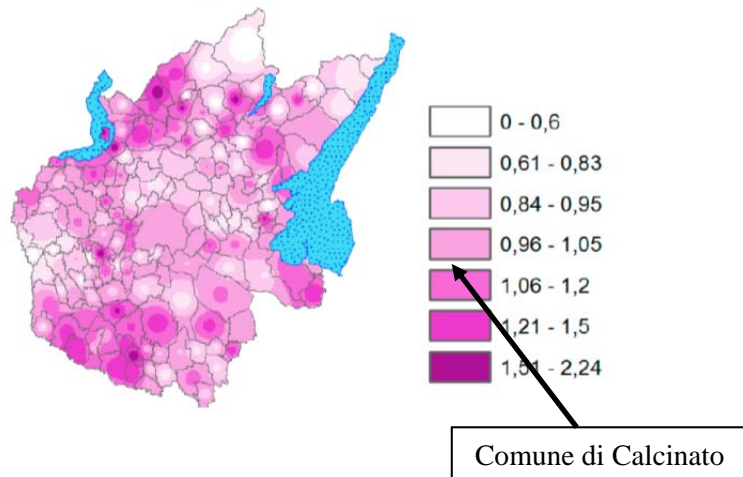 0 - 0,6
0,61 - 0,83
0,84 - 0,95
0,96 - 1,05
1,06 - 1,2
1,21 - 1,5
1,51 - 2,24
Comune di Calcinato